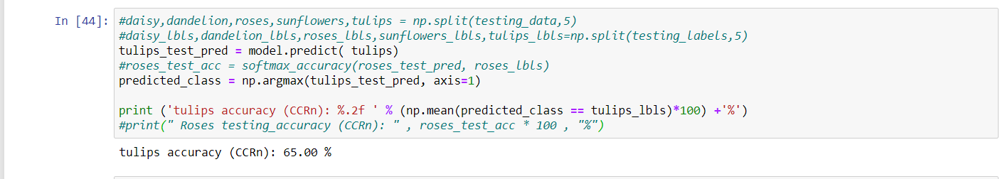 In [44]: #daisy,dandelion,roses,sunflowers,tulips = np.split(testing_data,5)
#daisy_lbls,dandelion_lbls,roses_lbls,sunflowers_lbls,tulips_lbls=np.split(testing_labels,5)
tulips_test_pred = model.predict( tulips)
#roses_test_acc = softmax_accuracy(roses_test_pred, roses_lbls)
predicted_class = np.argmax(tulips_test_pred, axis=1)
print ('tulips accuracy (CCRn): %.2f ' % (np.mean(predicted_class == tulips_lbls)*100) +'%')
#print(" Roses testing_accuracy (CCRn): " , roses_test_acc * 100 , "%")
tulips accuracy (CCRn): 65.00 %